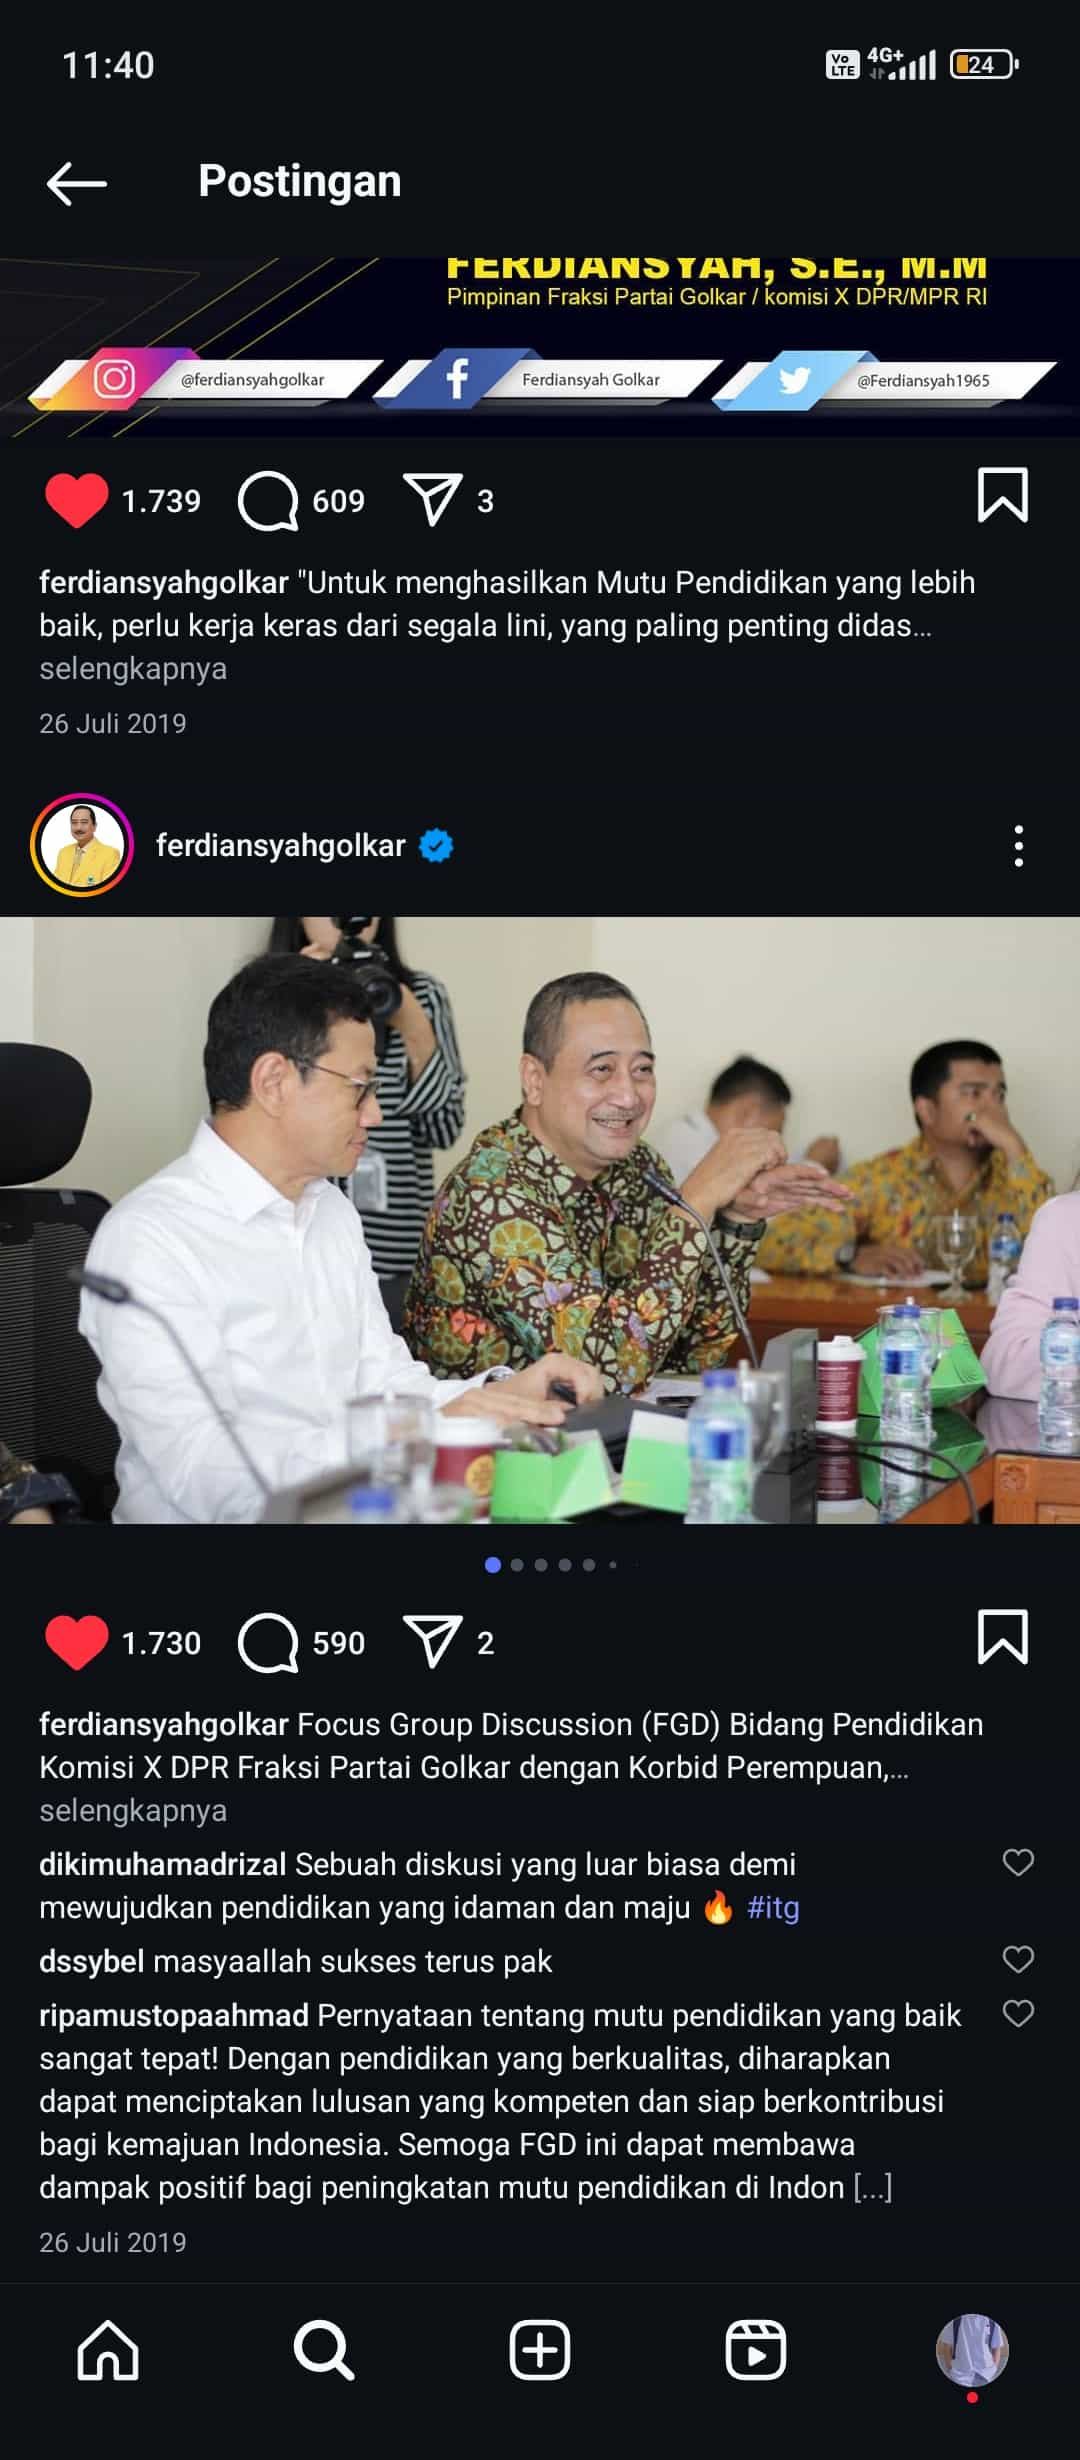 11:40
Vo LTE 4G+ 24
Postingan
FERDIANSYAH, S.E., M.M
Pimpinan Fraksi Partai Golkar / komisi X DPR/MPR RI
@ferdiansyahgolkar Ferdiansyah Golkar @Ferdiansyah1965
1.739 609 3
ferdiansyahgolkar "Untuk menghasilkan Mutu Pendidikan yang lebih
baik, perlu kerja keras dari segala lini, yang paling penting didas...
selengkapnya
26 Juli 2019
ferdiansyahgolkar
1.730 590 2
ferdiansyahgolkar Focus Group Discussion (FGD) Bidang Pendidikan
Komisi X DPR Fraksi Partai Golkar dengan Korbid Perempuan,...
selengkapnya
dikimuhamadrizal Sebuah diskusi yang luar biasa demi
mewujudkan pendidikan yang idaman dan maju 🔥 #itg
dssybel masyaallah sukses terus pak
ripamustopaahmad Pernyataan tentang mutu pendidikan yang baik
sangat tepat! Dengan pendidikan yang berkualitas, diharapkan
dapat menciptakan lulusan yang kompeten dan siap berkontribusi
bagi kemajuan Indonesia. Semoga FGD ini dapat membawa
dampak positif bagi peningkatan mutu pendidikan di Indon [...]
26 Juli 2019